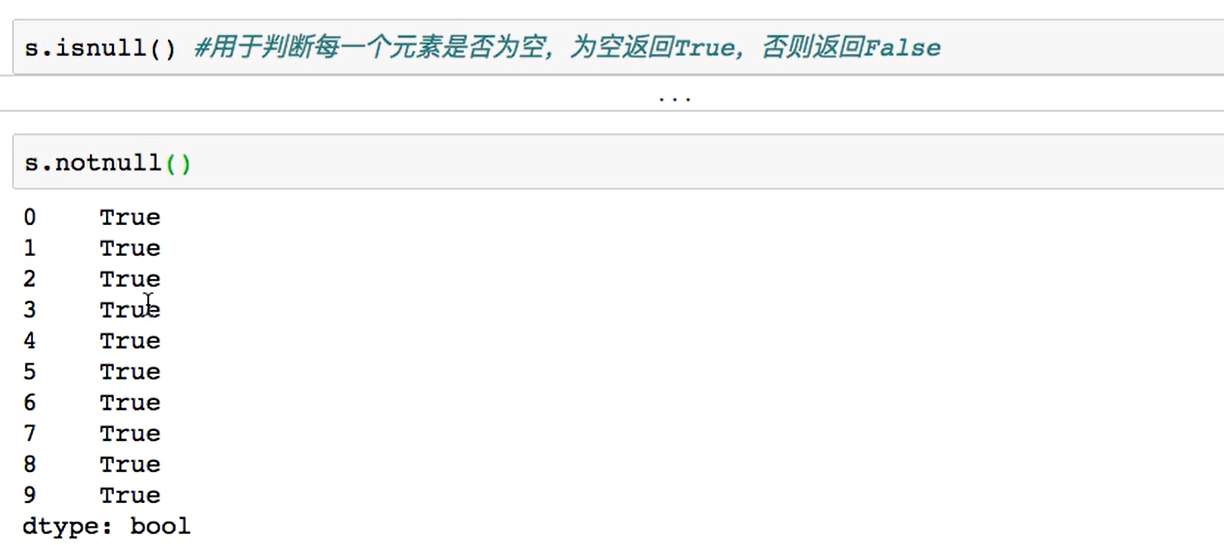 s.isnull() #用于判断每一个元素是否为空，为空返回True，否则返回False
...
s.notnull()
0 True
1 True
2 True
3 True
4 True
5 True
6 True
7 True
8 True
9 True
dtype: bool